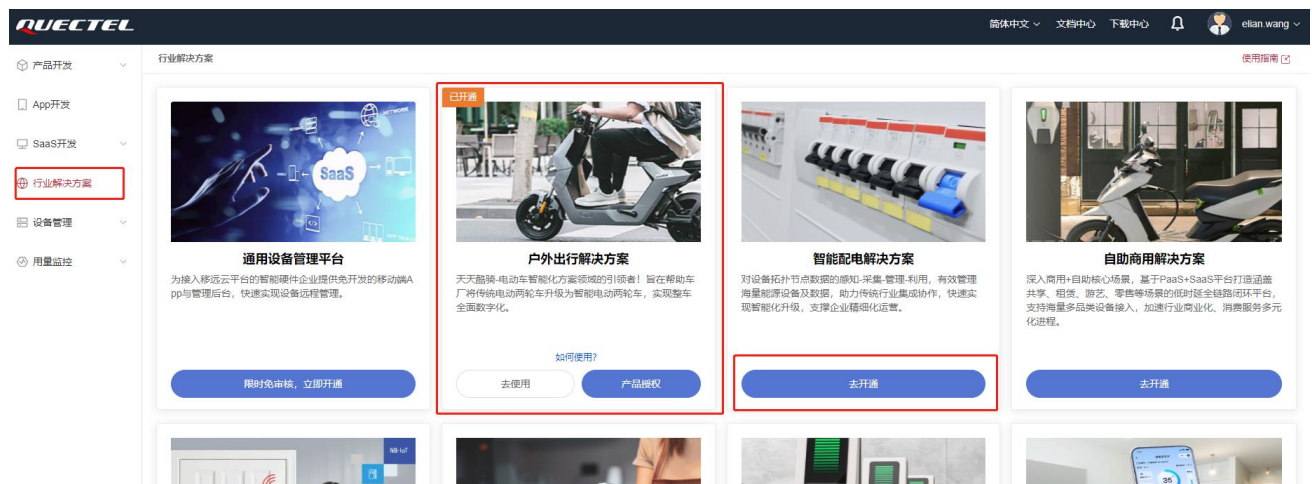 QUECTEL
简体中文 文档中心 下载中心 elian.wang
产品开发
App开发
SaaS开发
行业解决方案
设备管理
用量监控
行业解决方案
使用指南
NETWORK
SaaS
通用设备管理平台
为接入移远云平台的智能硬件企业提供免开发的移动端A
pp与管理后台，快速实现设备远程管理。
限时免审核，立即开通
已开通
户外出行解决方案
天天酷骑-电动车智能化方案领域的引领者！旨在帮助车
厂将传统电动两轮车升级为智能电动两轮车，实现整车
全面数字化。
如何使用?
去使用
产品授权
智能配电解决方案
对设备拓扑节点数据的感知-采集-管理-利用，有效管理
海量能源设备及数据，助力传统行业集成协作，快速实
现智能化升级，支撑企业精细化运营。
去开通
自助商用解决方案
深入商用+自助核心场景，基于PaaS+SaaS平台打造涵盖
共享、租赁、游艺、零售等场景的低时延全链路闭环平台，
支持海量多品类设备接入，加速行业商业化、消费服务多元
化进程。
去开通
NB-IoT
35